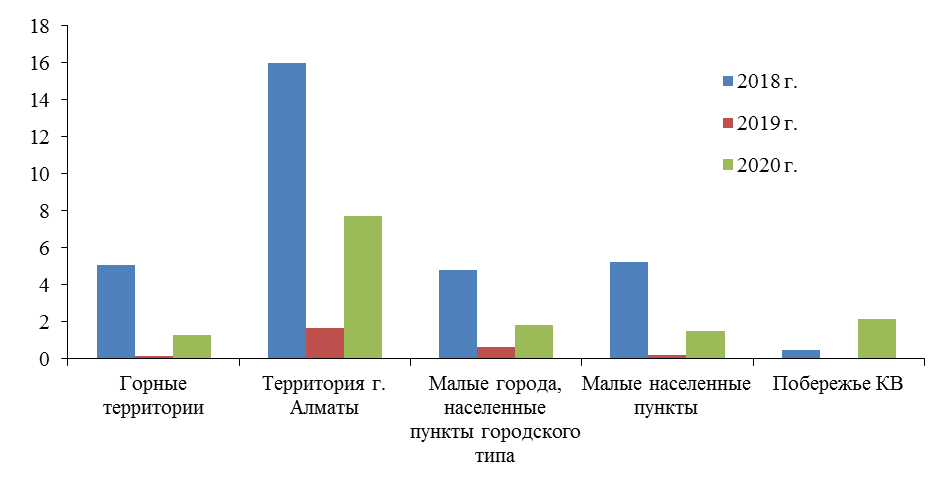 18
16
14
12
10
8
6
4
2
0
2018 г.
2019 г.
2020 г.
Горные
территории
Территория г.
Алматы
Малые города,
населенные
пункты городского
типа
Малые населенные
пункты
Побережье КВ